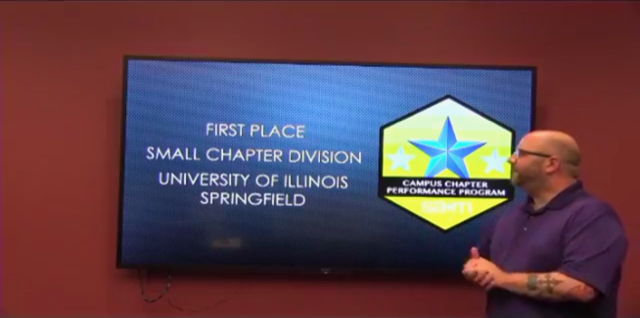 FIRST PLACE
SMALL CHAPTER DIVISION
UNIVERSITY OF ILLINOIS
SPRINGFIELD
CAMPUS CHAPTER
PERFORMANCE PROGRAM